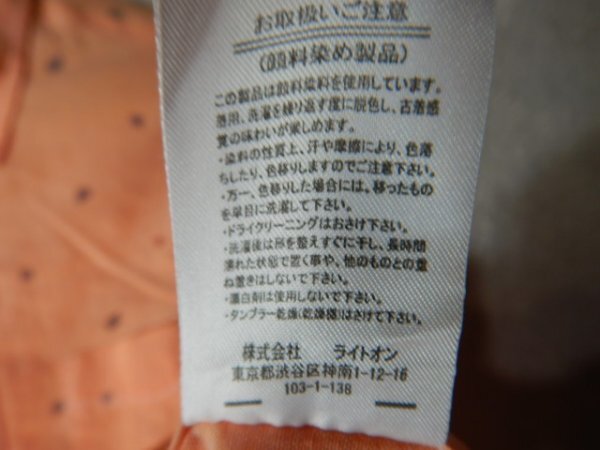 お取扱いご注意
(顔料染め製品)
この製品は顔料染料を使用しています。
着用、洗濯を繰り返す度に脱色し、古着感
覚の味わいが楽しめます。
・染料の性質上、汗や摩擦により、色落
ちしたり、色移りしますのでご注意下さい。
・万一、色移りした場合には、移ったもの
を早目に洗濯して下さい。
・ドライクリーニングはおさけ下さい。
・洗濯後は形を整えすぐに干し、長時間
濡れた状態で置く事や、他のものとの重
ね置きはしないで下さい。
・漂白剤は使用しないで下さい。
・タンブラー乾燥(乾燥機)はさけて下さい。
株式会社 ライトオン
東京都渋谷区神南1-12-16
103-1-138